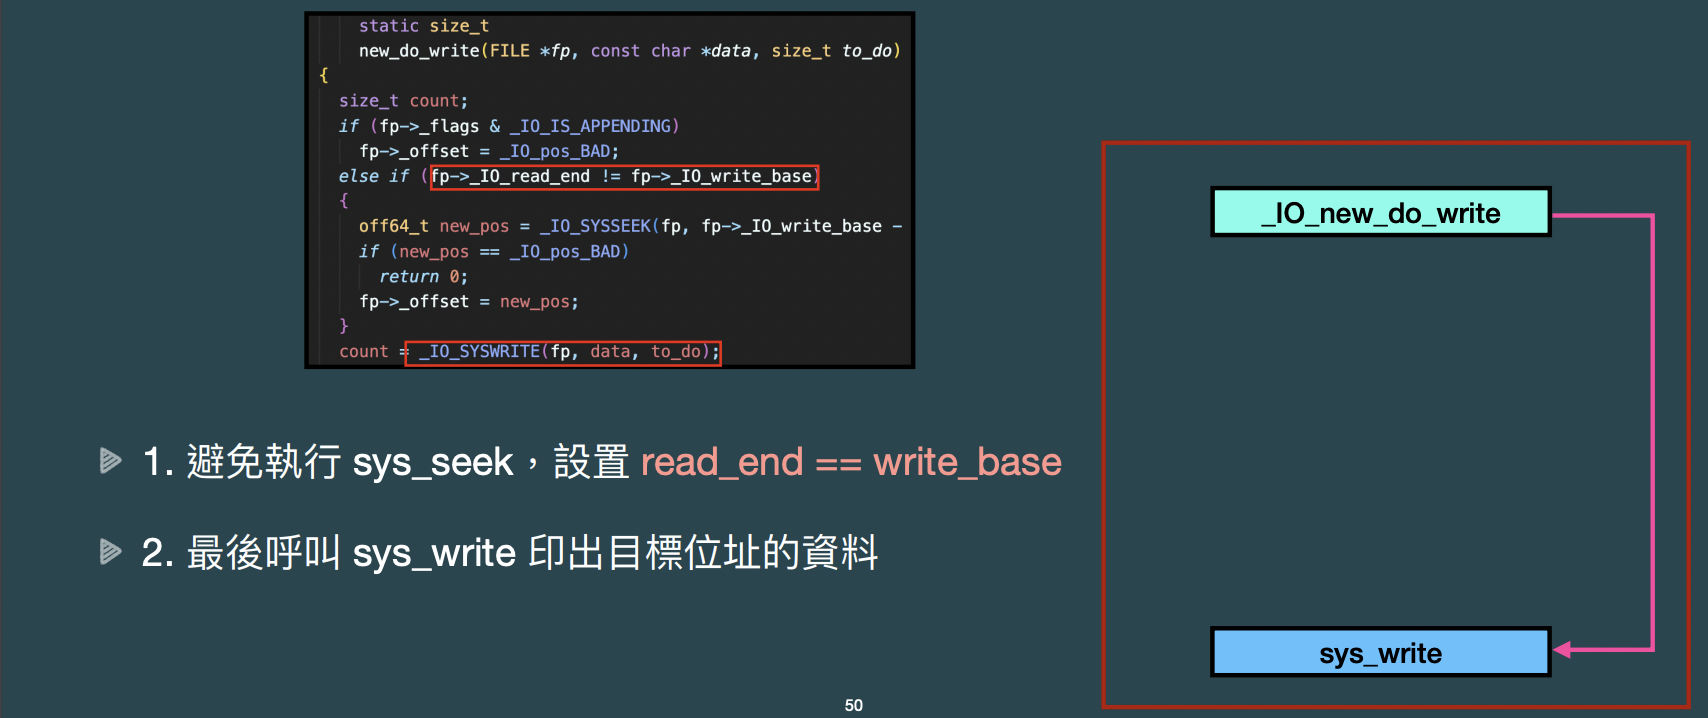 static size_t
new_do_write(FILE *fp, const char *data, size_t to_do)
{
size_t count;
if (fp->_flags & _IO_IS_APPENDING)
fp->_offset = _IO_pos_BAD;
else if (fp->_IO_read_end != fp->_IO_write_base)
{
off64_t new_pos = _IO_SYSSEEK(fp, fp->_IO_write_base -
if (new_pos == _IO_pos_BAD)
return 0;
fp->_offset = new_pos;
}
count = _IO_SYSWRITE(fp, data, to_do);
_IO_new_do_write
1. 避免執行 sys_seek，設置 read_end == write_base
2. 最後呼叫 sys_write 印出目標位址的資料
sys_write
50